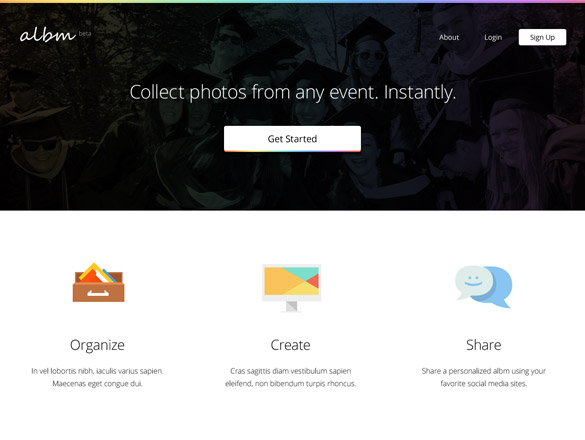 albm beta
About Login Sign Up
Collect photos from any event. Instantly.
Get Started
Organize
In vel lobortis nibh, iaculis varius sapien.
Maecenas eget congue dui.
Create
Cras sagittis diam vestibulum sapien
eleifend, non bibendum turpis rhoncus.
Share
Share a personalized albm using your
favorite social media sites.